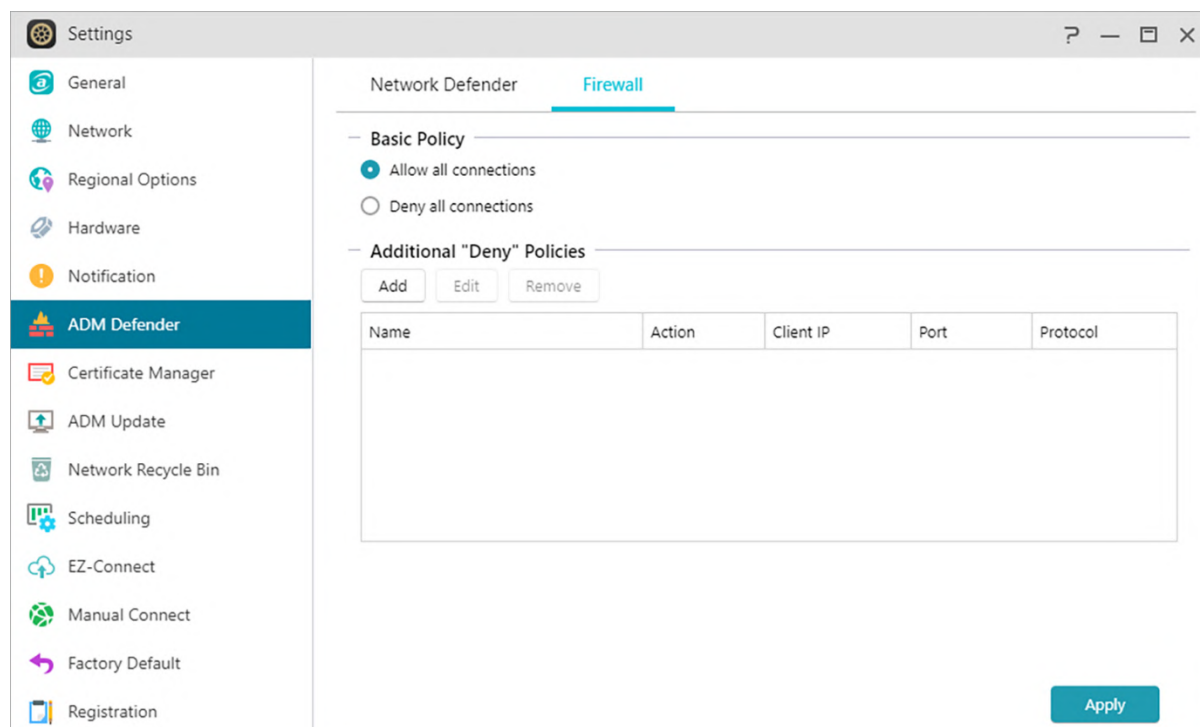 Settings
General
Network
Regional Options
Hardware
Notification
ADM Defender
Certificate Manager
ADM Update
Network Recycle Bin
Scheduling
EZ-Connect
Manual Connect
Factory Default
Registration
Network Defender Firewall
Basic Policy
Allow all connections
Deny all connections
Additional "Deny" Policies
Add Edit Remove
Name Action Client IP Port Protocol
Apply